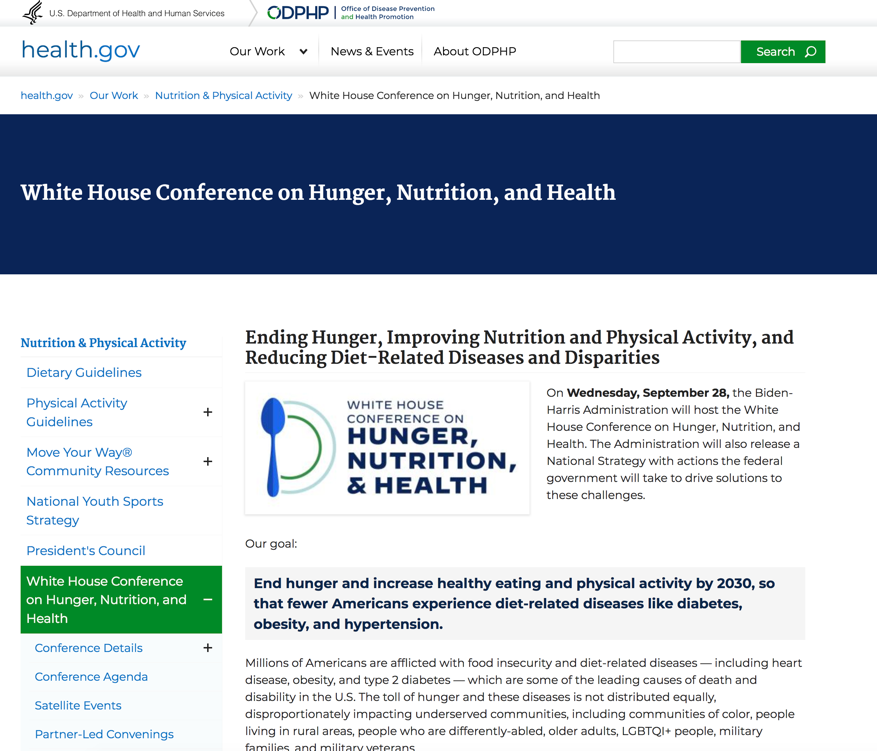 U.S. Department of Health and Human Services
ODPHP
Office of Disease Prevention
and Health Promotion
health.gov
Our Work
News & Events
About ODPHP
Search
health.gov » Our Work » Nutrition & Physical Activity » White House Conference on Hunger, Nutrition, and Health
White House Conference on Hunger, Nutrition, and Health
Nutrition & Physical Activity
Dietary Guidelines
Physical Activity
Guidelines
+
Move Your Way®
Community Resources
+
National Youth Sports
Strategy
President's Council
White House Conference
on Hunger, Nutrition, and
Health
–
Conference Details
+
Conference Agenda
Satellite Events
Partner-Led Convenings
Ending Hunger, Improving Nutrition and Physical Activity, and
Reducing Diet-Related Diseases and Disparities
WHITE HOUSE
CONFERENCE ON
HUNGER,
NUTRITION,
& HEALTH
On Wednesday, September 28, the Biden-
Harris Administration will host the White
House Conference on Hunger, Nutrition, and
Health. The Administration will also release a
National Strategy with actions the federal
government will take to drive solutions to
these challenges.
Our goal:
End hunger and increase healthy eating and physical activity by 2030, so
that fewer Americans experience diet-related diseases like diabetes,
obesity, and hypertension.
Millions of Americans are afflicted with food insecurity and diet-related diseases — including heart
disease, obesity, and type 2 diabetes — which are some of the leading causes of death and
disability in the U.S. The toll of hunger and these diseases is not distributed equally,
disproportionately impacting underserved communities, including communities of color, people
living in rural areas, people who are differently-abled, older adults, LGBTQI+ people, military
families, and military veterans